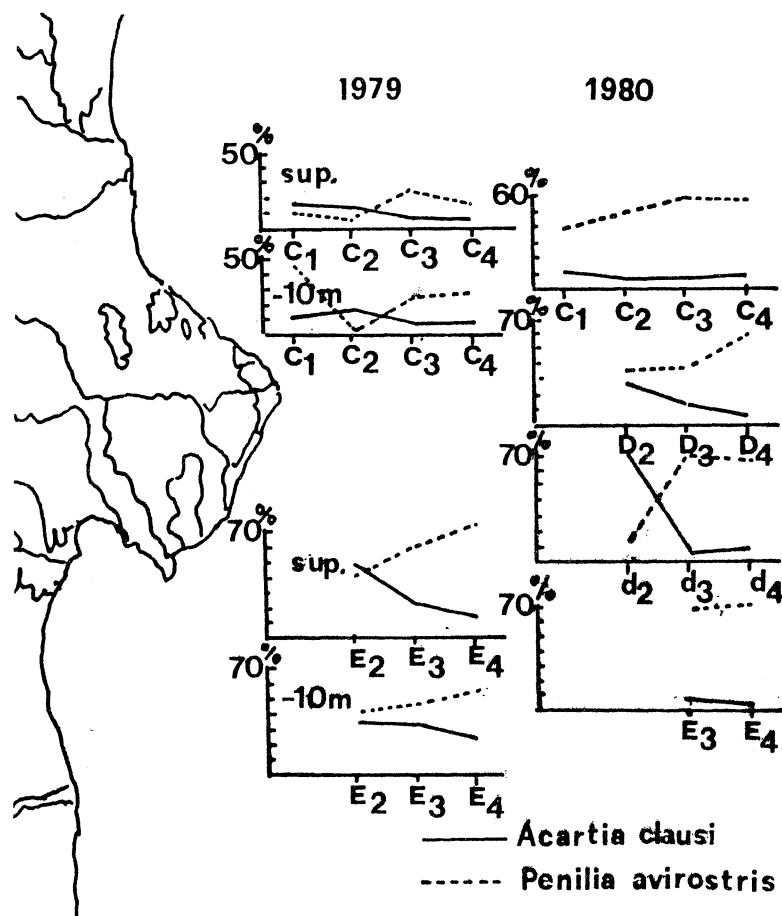 1979 1980
%
50
sup.
C1 C2 C3 C4
%
50
-10m
C1 C2 C3 C4
%
60
C1 C2 C3 C4
%
70
D2 D3 D4
%
70
d2 d3 d4
%
70
sup.
E2 E3 E4
%
70
-10m
E2 E3 E4
%
70
E3 E4
Acartia clausi
Penilia avirostris